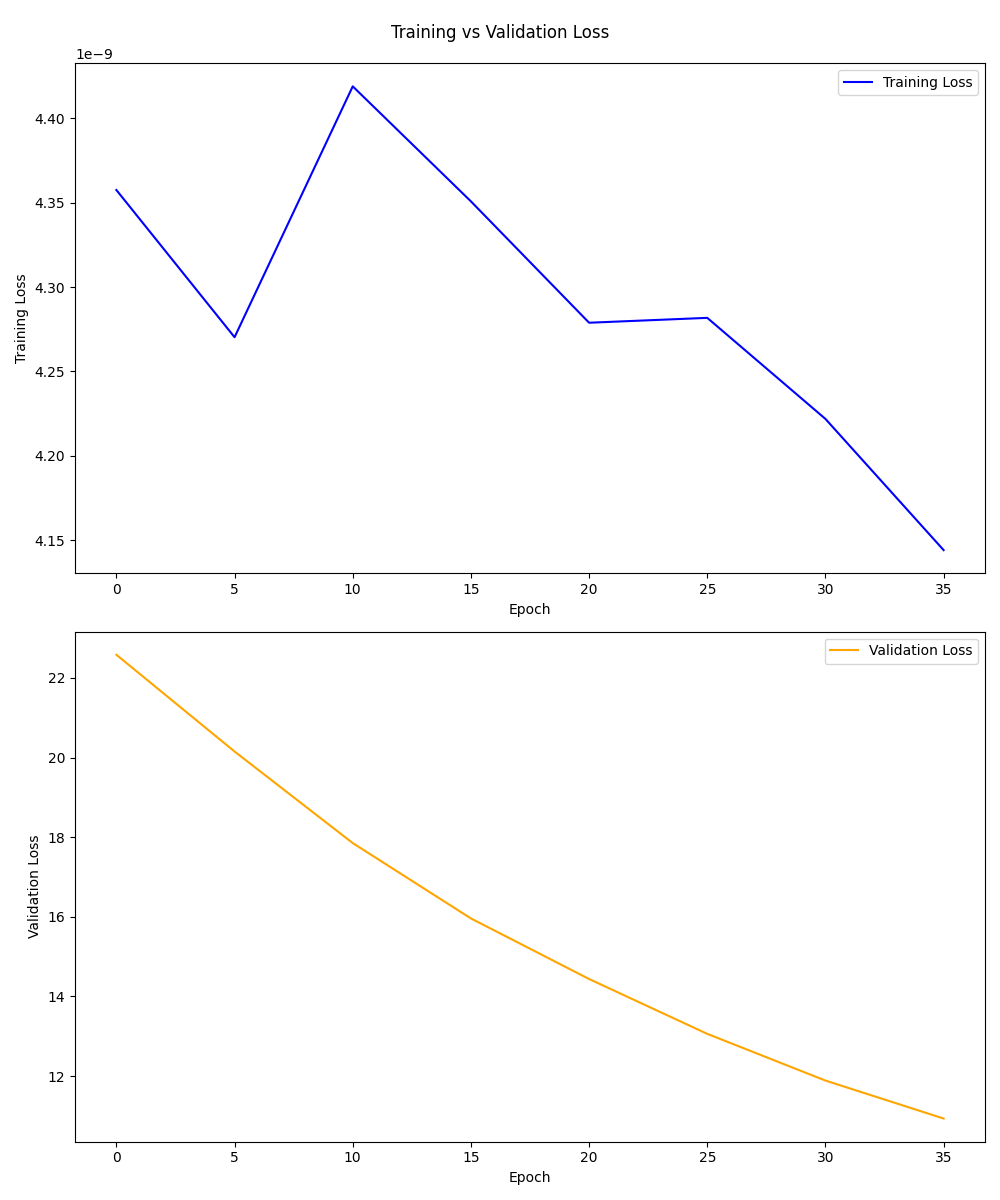 Training vs Validation Loss
1e−9
Training Loss
4.40
4.35
4.30
4.25
4.20
4.15
Training Loss
0 5 10 15 20 25 30 35
Epoch
Validation Loss
22
20
18
16
14
12
Validation Loss
0 5 10 15 20 25 30 35
Epoch